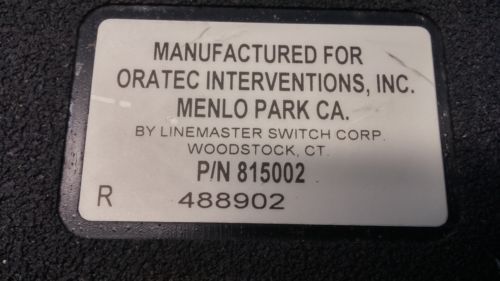 MANUFACTURED FOR
ORATEC INTERVENTIONS, INC.
MENLO PARK CA.
BY LINEMASTER SWITCH CORP.
WOODSTOCK, CT.
P/N 815002
R 488902